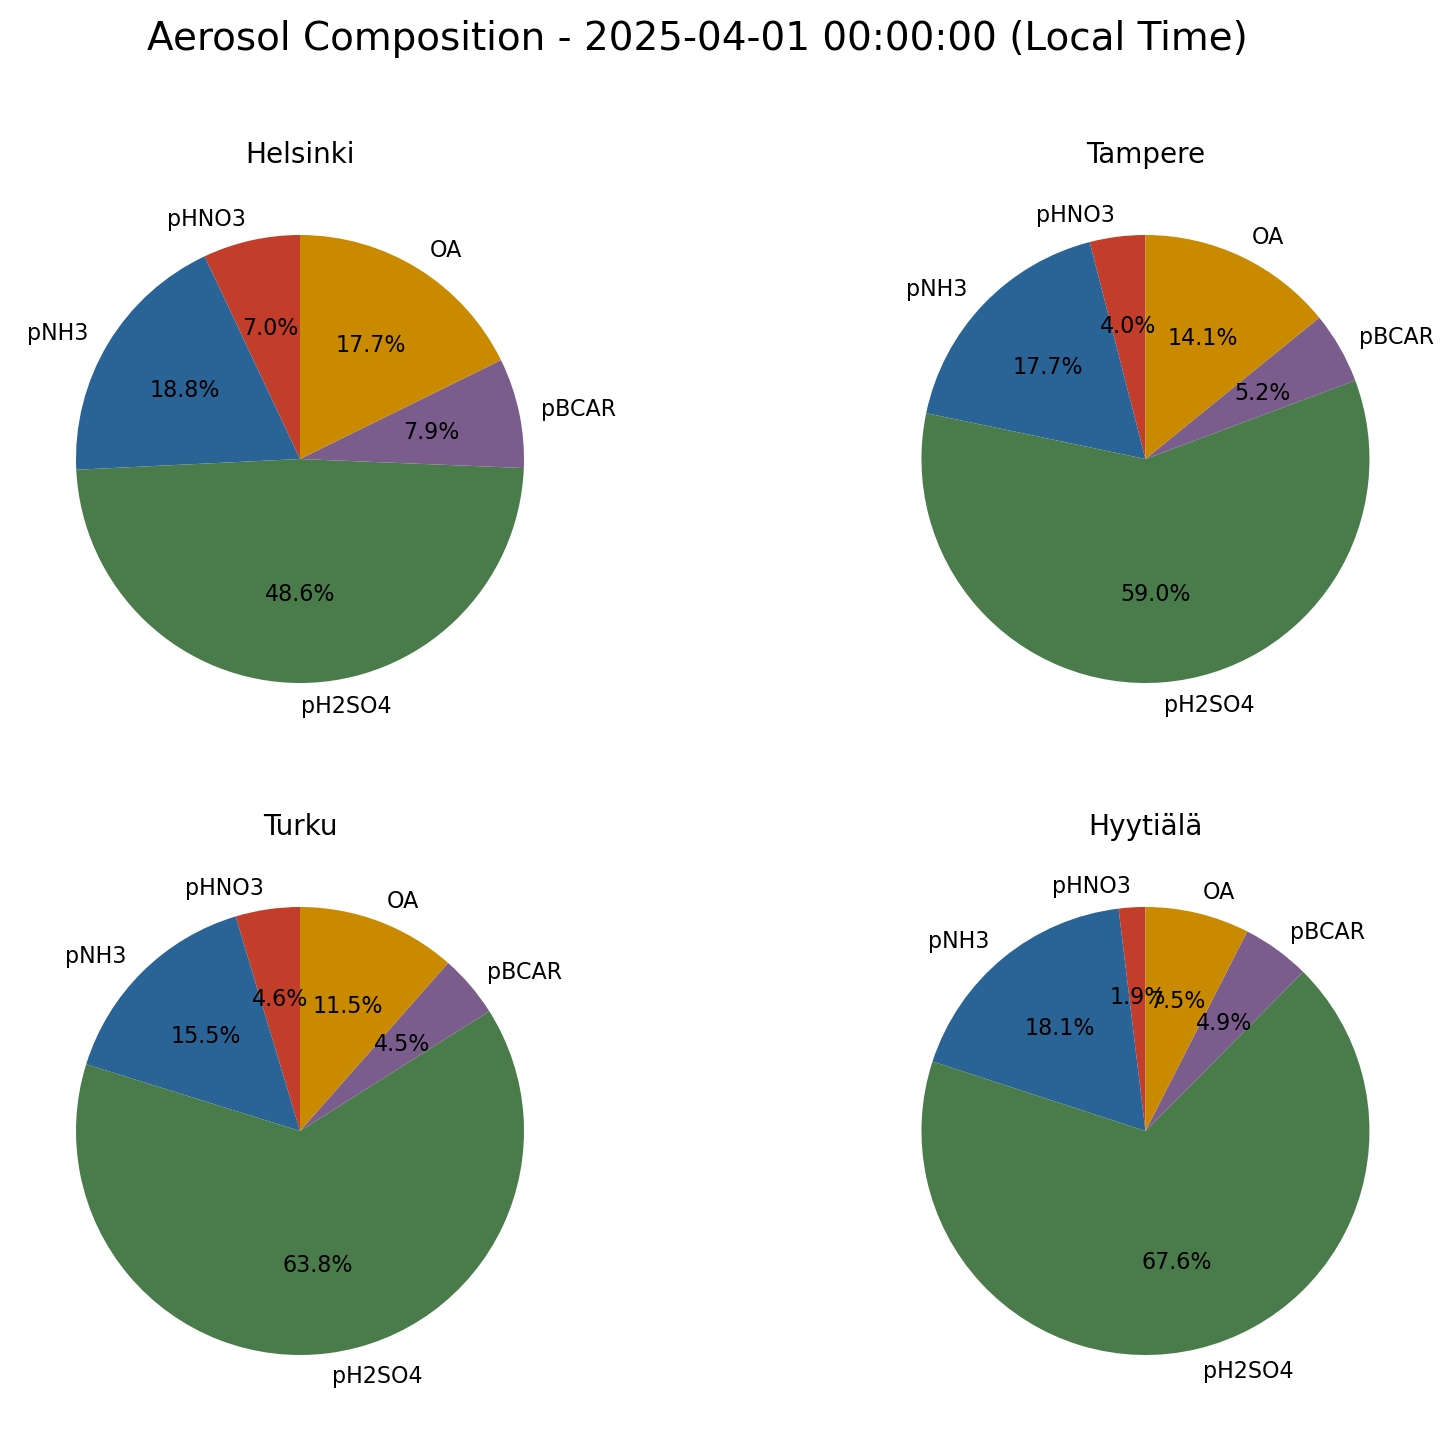 Aerosol Composition - 2025-04-01 00:00:00 (Local Time)
Helsinki
pHNO3
OA
pNH3
pBCAR
pH2SO4
7.0%
17.7%
18.8%
7.9%
48.6%
Tampere
pHNO3
OA
pNH3
pBCAR
pH2SO4
4.0%
14.1%
17.7%
5.2%
59.0%
Turku
pHNO3
OA
pNH3
pBCAR
pH2SO4
4.6%
11.5%
15.5%
4.5%
63.8%
Hyytiälä
pHNO3
OA
pNH3
pBCAR
pH2SO4
1.9%
7.5%
18.1%
4.9%
67.6%